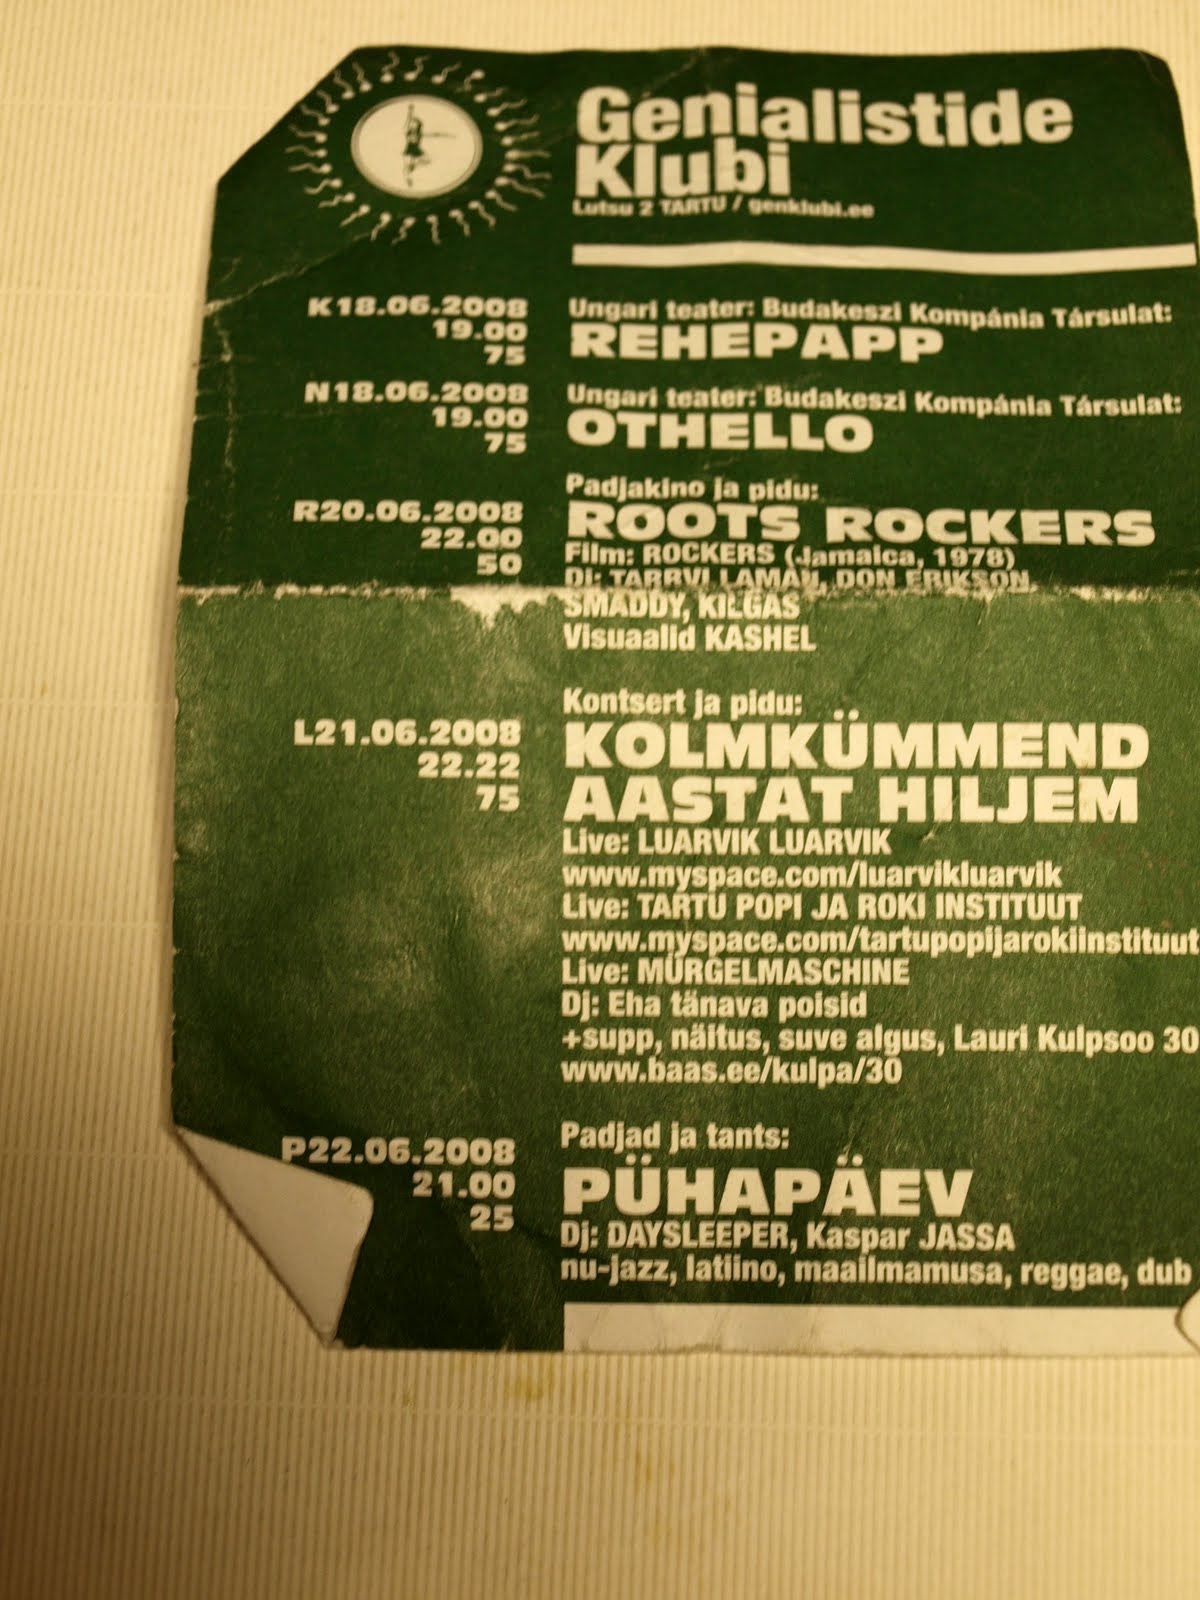 Genialistide
Klubi
Lutsu 2 TARTU / genklubi.ee
K18.06.2008
19.00
75
Ungari teater: Budakeszi Kompánia Társulat:
REHEPAPP
N18.06.2008
19.00
75
Ungari teater: Budakeszi Kompánia Társulat:
OTHELLO
R20.06.2008
22.00
50
Padjakino ja pidu:
ROOTS ROCKERS
Film: ROCKERS (Jamaica, 1978)
Dj: TARRVI LAMAN, DON ERIKSON
SMADDY, KILGAS
Visuaalid KASHEL
L21.06.2008
22.22
75
Kontsert ja pidu:
KOLMKÜMMEND
AASTAT HILJEM
Live: LUARVIK LUARVIK
www.myspace.com/luarvikluarvik
Live: TARTU POPI JA ROKI INSTITUUT
www.myspace.com/tartupopijarokiinstituut
Live: MÜRGELMASCHINE
Dj: Eha tänava poisid
+supp, näitus, suve algus, Lauri Kulpsoo 30
www.baas.ee/kulpa/30
P22.06.2008
21.00
25
Padjad ja tants:
PÜHAPÄEV
Dj: DAYSLEEPER, Kaspar JASSA
nu-jazz, latiino, maailmamusa, reggae, dub